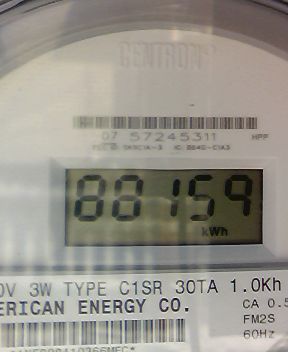 CENTRON
07 57245311 HPP
88159
kWh
0V 3W TYPE C1SR 30TA 1.0Kh
ERICAN ENERGY CO. CA 0.5
FM2S
60Hz